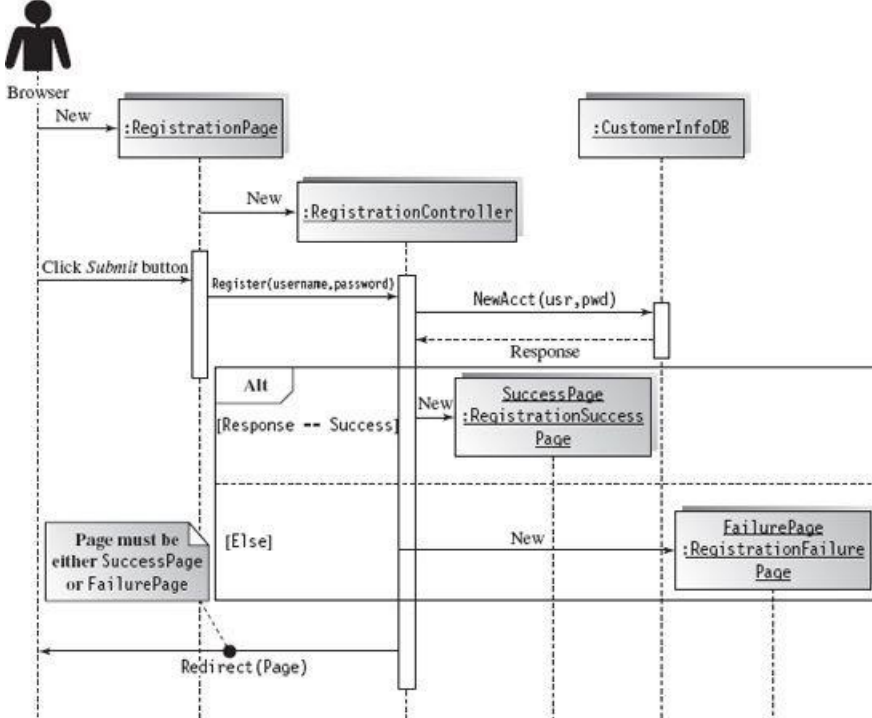 Browser
New
:RegistrationPage
:CustomerInfoDB
New
:RegistrationController
Click Submit button
Register(username,password)
NewAcct(usr,pwd)
Response
Alt
[Response -- Success]
New
SuccessPage
:RegistrationSuccess
Page
[Else]
New
FailurePage
:RegistrationFailure
Page
Page must be
either SuccessPage
or FailurePage
Redirect(Page)